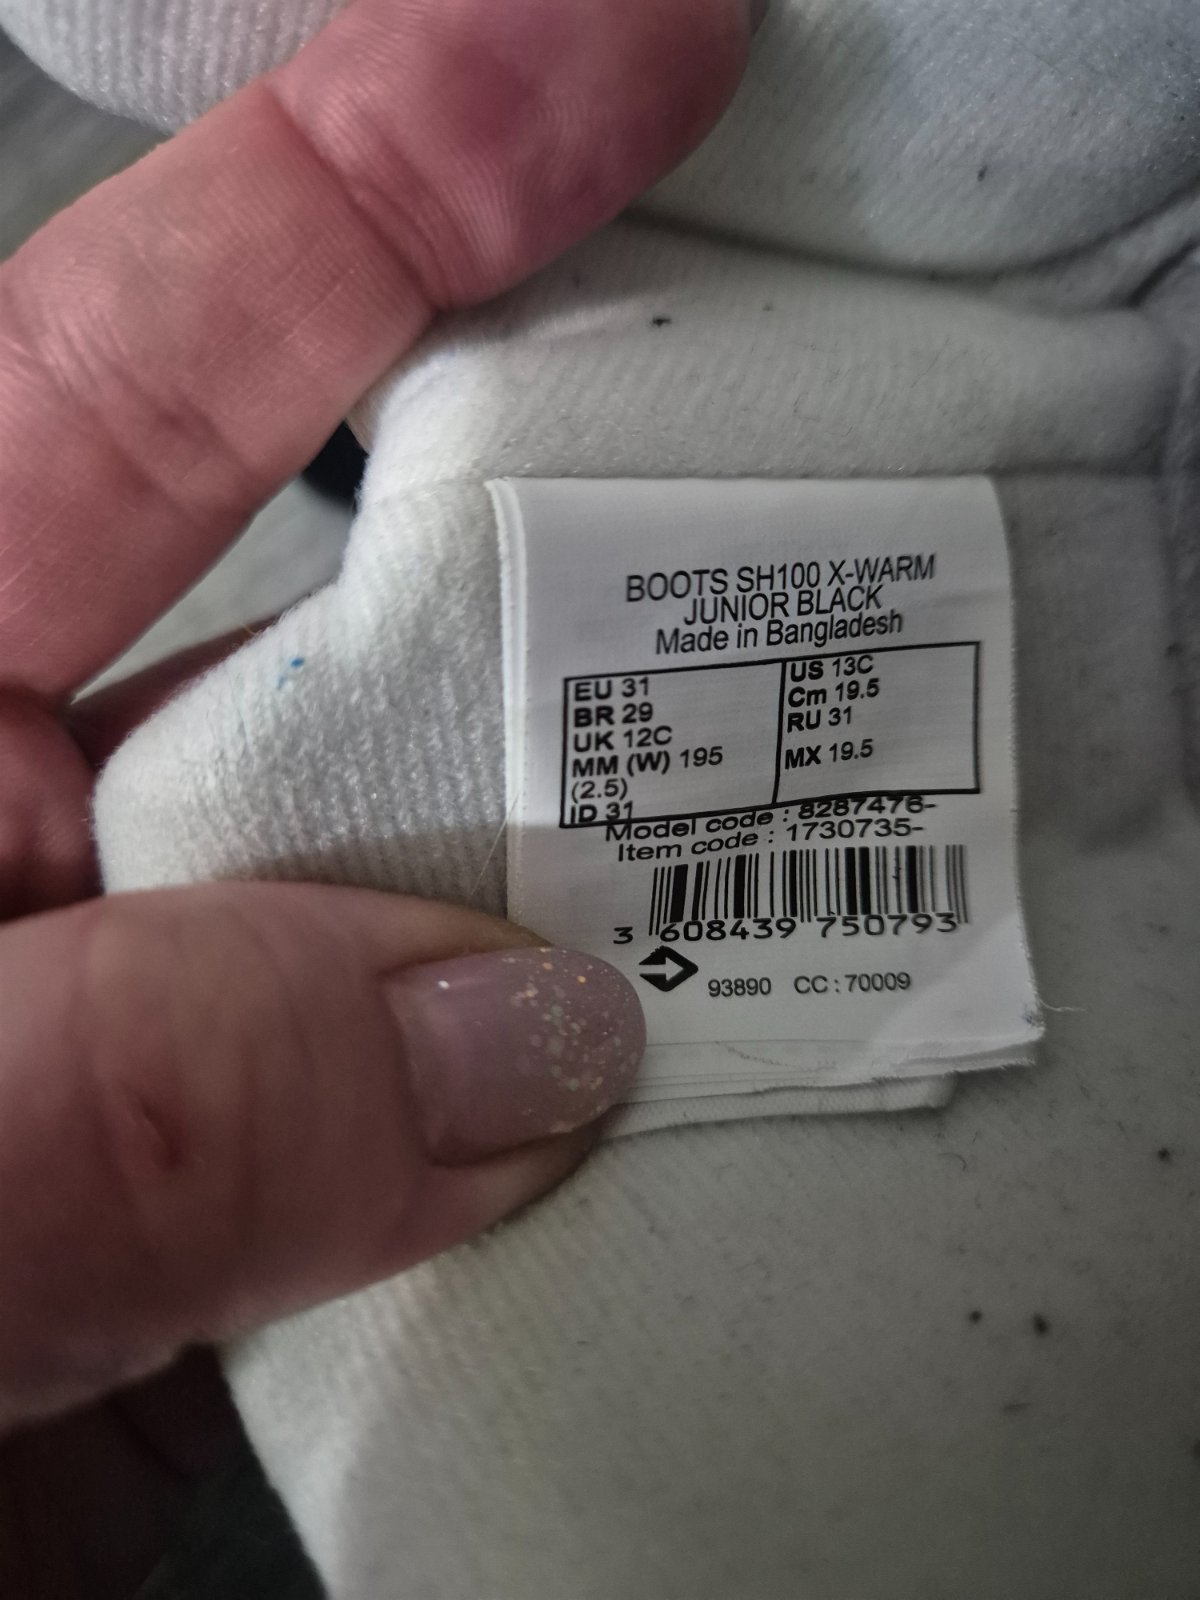 BOOTS SH100 X-WARM
JUNIOR BLACK
Made in Bangladesh
EU 31
BR 29
UK 12C
MM (W) 195
(2.5)
ID 31
US 13C
Cm 19.5
RU 31
MX 19.5
Model code : 8287476-
Item code : 1730735-
3 608439 750793
93890 CC : 70009